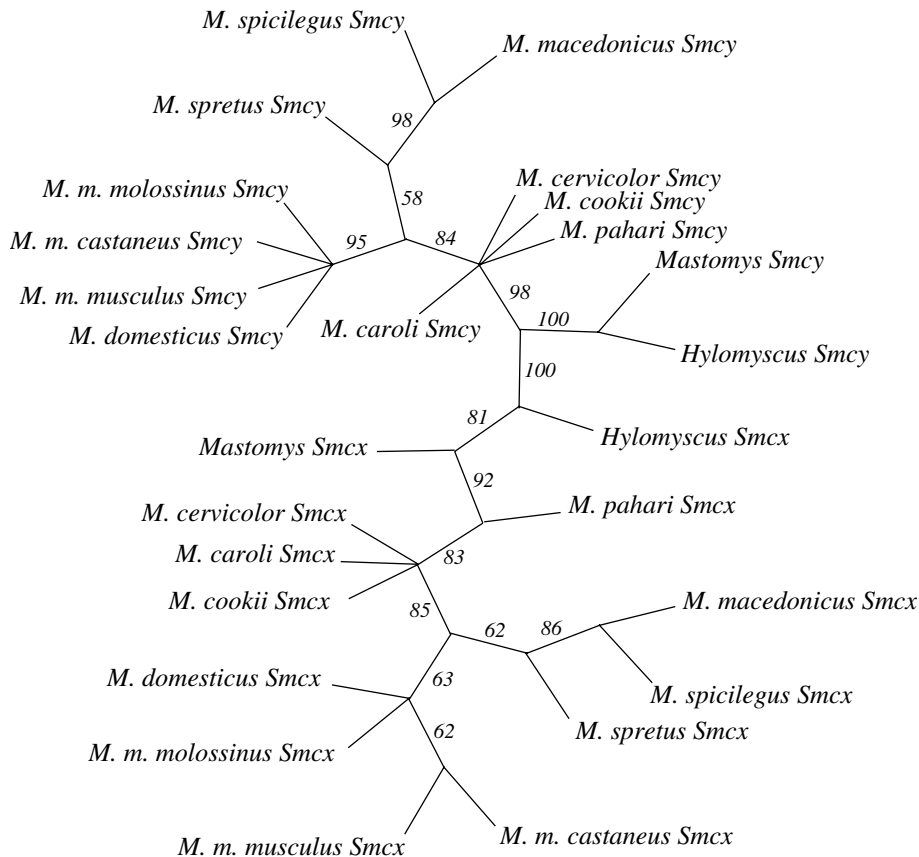 M. spicilegus Smcy
M. macedonicus Smcy
M. spretus Smcy
98
M. m. molossinus Smcy
M. cervicolor Smcy
58
M. cookii Smcy
M. pahari Smcy
M. m. castaneus Smcy
95
84
Mastomys Smcy
M. m. musculus Smcy
98
M. domesticus Smcy
M. caroli Smcy
100
Hylomyscus Smcy
100
81
Hylomyscus Smcx
Mastomys Smcx
92
M. cervicolor Smcx
M. pahari Smcx
M. caroli Smcx
83
M. cookii Smcx
85
M. macedonicus Smcx
62
86
M. domesticus Smcx
63
M. spicilegus Smcx
M. spretus Smcx
M. m. molossinus Smcx
62
M. m. castaneus Smcx
M. m. musculus Smcx